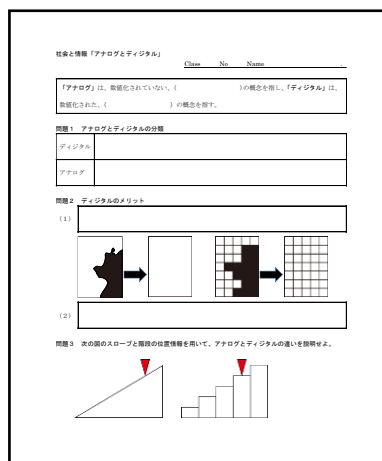 社会と情報「アナログとディジタル」
Class No Name .
「アナログ」は、数値化されていない、( )の概念を指し、「ディジタル」は、
数値化された、( )の概念を指す。
問題1 アナログとディジタルの分類
ディジタル
アナログ
問題2 ディジタルのメリット
(1)
(2)
問題3 次の図のスロープと階段の位置情報を用いて、アナログとディジタルの違いを説明せよ。